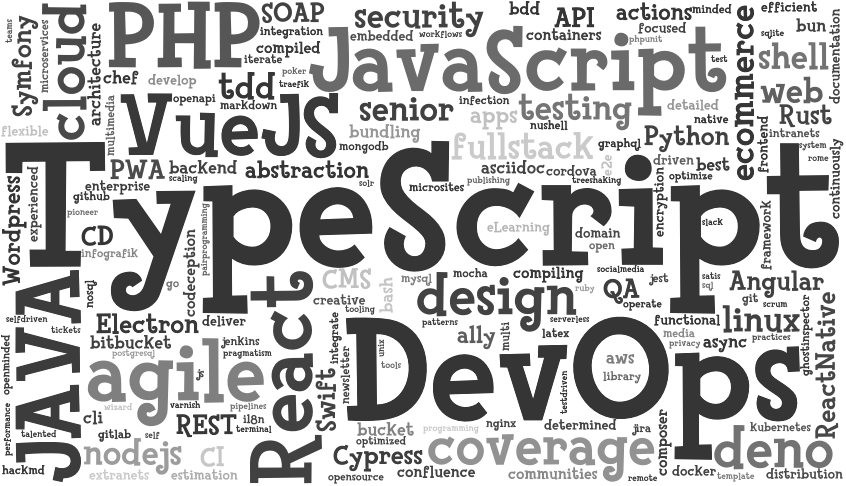 teams
Symfony
microservices
cloud
architecture
PHP
SOAP
integration
compiled
iterate
security
embedded
workflows
bdd
API
containers
actions
minded
focused
phpunit
efficient
sqlite
bun
documentation
ecommerce
shell
web
chef
develop
tdd
poker
traefik
JavaScript
test
openapi
markdown
multimedia
VueJS
senior
infection
apps
testing
nushell
detailed
native
Rust
flexible
bundling
mongodb
fullstack
graphql
Python
frontend
intranets
system
rome
continuously
PWA
scaling
backend
abstraction
solr
microsites
asciidoc
publishing
cordova
treeshaking
e2e
driven
best
optimize
encryption
Wordpress
experienced
enterprise
github
pioneer
TypeScript
CD
infografik
pairprogramming
codeception
go
eLearning
domain
open
slack
framework
nosql
CMS
creative
tooling
bash
mysql
mocha
compiling
socialmedia
ruby
jest
satis
sql
QA
operate
Angular
git
scrum
ghostinspector
JAVA
selfdriven
tickets
Electron
deliver
React
design
patterns
serverless
functional
linux
bitbucket
postgresql
jenkins
pragmatism
integrate
newsletter
unix
tools
DevOps
a11y
multi
latex
aws
library
media
privacy
async
practices
ReactNative
openminded
performance
agile
js
wizard
varnish
pipelines
Swift
testdriven
talented
cli
gitlab
self
REST
il8n
terminal
bucket
optimized
programming
nginx
determined
jira
composer
kubernetes
hackmd
nodejs
extranets
CI
estimation
Cypress
opensource
confluence
coverage
communities
remote
docker
deno
template
distribution